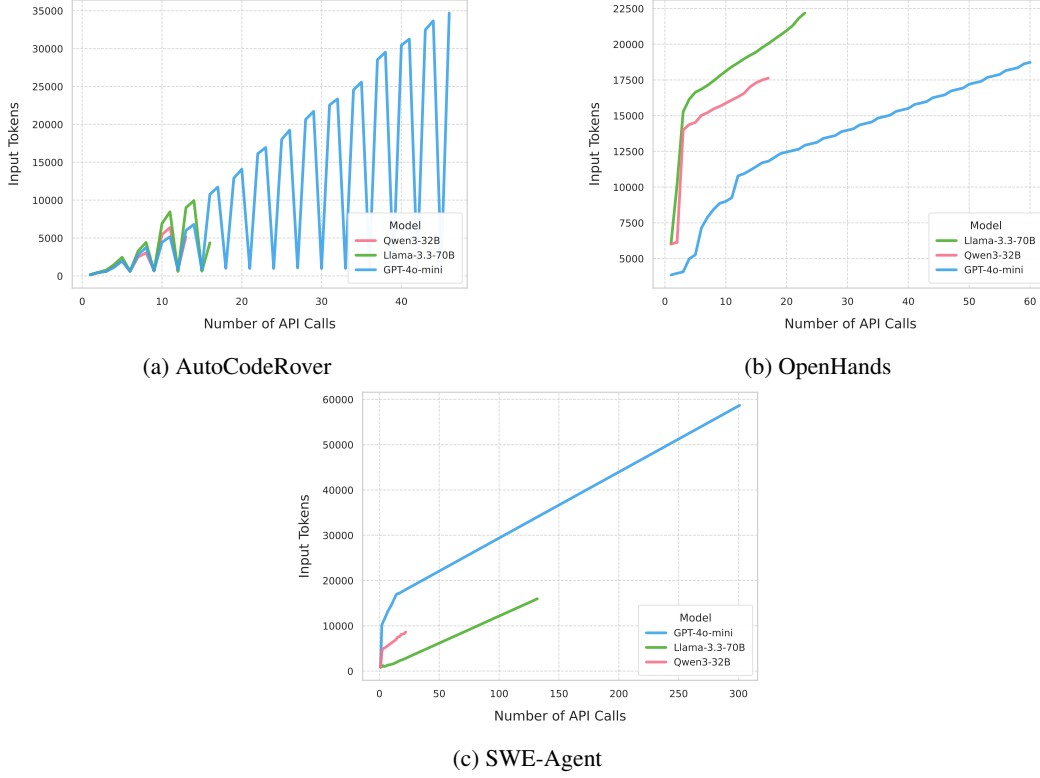 35000
30000
25000
20000
15000
10000
5000
0
Input Tokens
Model
Qwen3-32B
Llama-3.3-70B
GPT-4o-mini
0 10 20 30 40
Number of API Calls
(a) AutoCodeRover
22500
20000
17500
15000
12500
10000
7500
5000
Input Tokens
Model
Llama-3.3-70B
Qwen3-32B
GPT-4o-mini
0 10 20 30 40 50 60
Number of API Calls
(b) OpenHands
60000
50000
40000
30000
20000
10000
0
Input Tokens
Model
GPT-4o-mini
Llama-3.3-70B
Qwen3-32B
0 50 100 150 200 250 300
Number of API Calls
(c) SWE-Agent